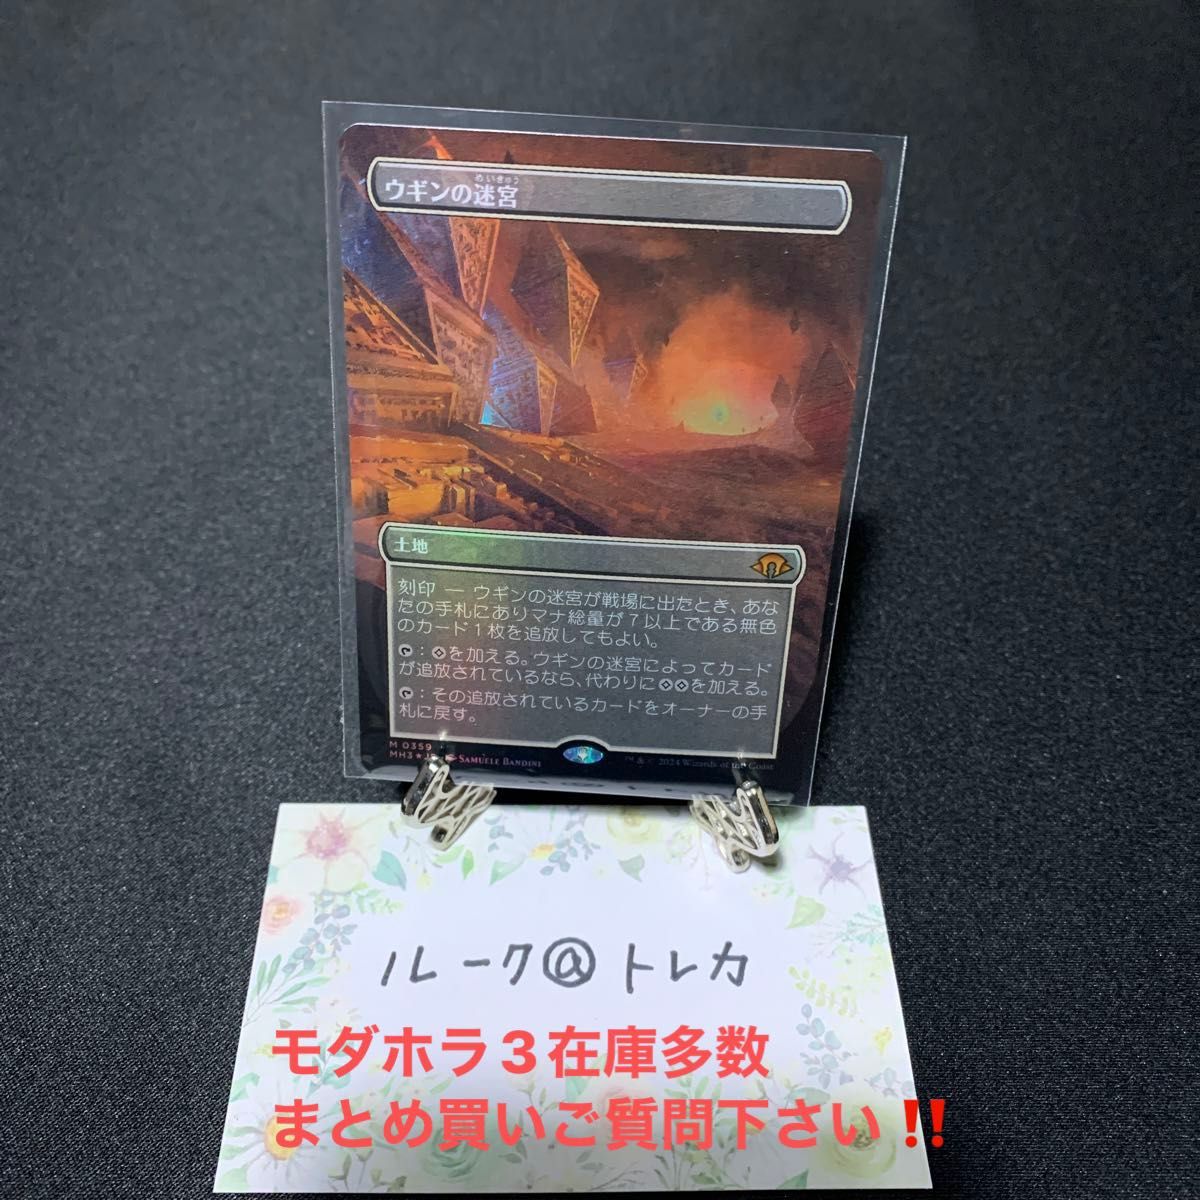 めいきゅう
ウギンの迷宮
土地
刻印 — ウギンの迷宮が戦場に出たとき、あな
たの手札にありマナ総量が７以上である無色
のカード１枚を追放してもよい。
：を加える。ウギンの迷宮によってカード
が追放されているなら、代わりにを加える。
：その追放されているカードをオーナーの手
札に戻す。
M 0359
MH3★JP SAMUELE BANDINI
™ & © 2024 Wizards of the Coast
ルーク@トレカ
モダホラ3在庫多数
まとめ買いご質問下さい‼️